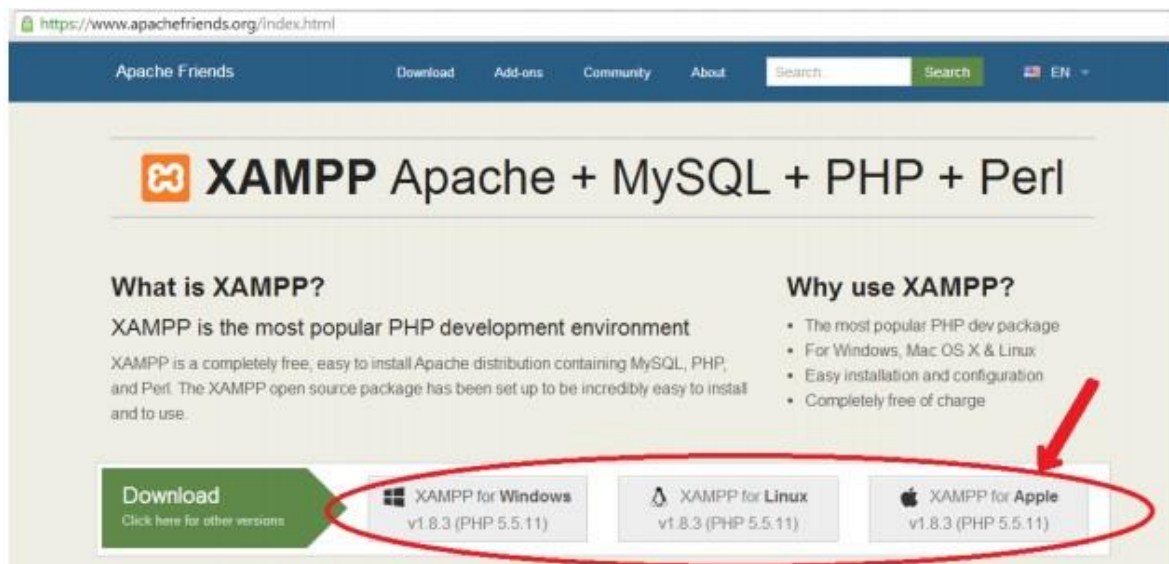 https://www.apachefriends.org/index.html
Apache Friends Download Add-ons Community About Search... Search EN
XAMPP Apache + MySQL + PHP + Perl
What is XAMPP?
XAMPP is the most popular PHP development environment
XAMPP is a completely free, easy to install Apache distribution containing MySQL, PHP,
and Perl. The XAMPP open source package has been set up to be incredibly easy to install
and to use.
Why use XAMPP?
• The most popular PHP dev package
• For Windows, Mac OS X & Linux
• Easy installation and configuration
• Completely free of charge
Download
Click here for other versions
XAMPP for Windows
v1.8.3 (PHP 5.5.11)
XAMPP for Linux
v1.8.3 (PHP 5.5.11)
XAMPP for Apple
v1.8.3 (PHP 5.5.11)